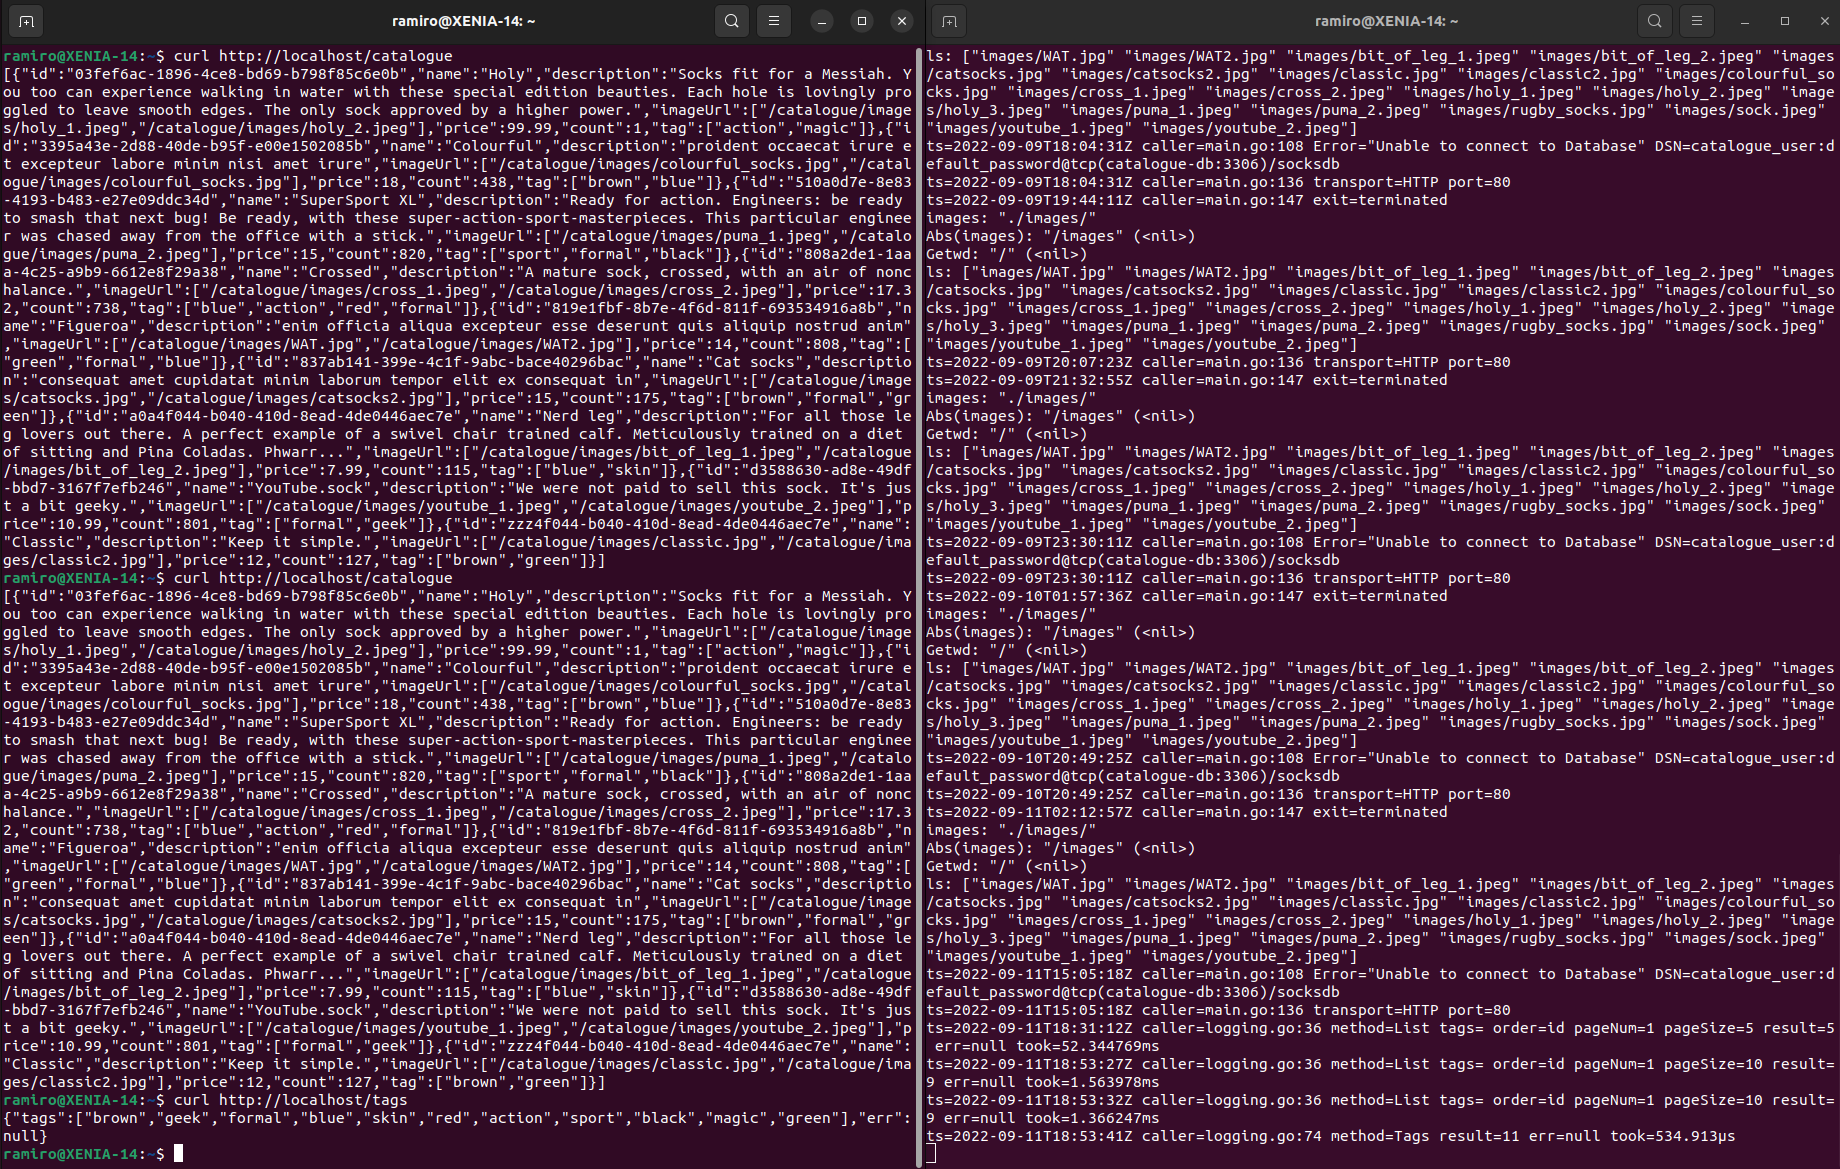 ramiro@XENIA-14: ~
ramiro@XENIA-14:~$ curl http://localhost/catalogue
[{"id":"03fef6ac-1896-4ce8-bd69-b798f85c6e0b","name":"Holy","description":"Socks fit for a Messiah. Y
ou too can experience walking in water with these special edition beauties. Each hole is lovingly pro
ggled to leave smooth edges. The only sock approved by a higher power.","imageUrl":["/catalogue/image
s/holy_1.jpeg","/catalogue/images/holy_2.jpeg"],"price":99.99,"count":1,"tag":["action","magic"]},{"i
d":"3395a43e-2d88-40de-b95f-e00e1502085b","name":"Colourful","description":"proident occaecat irure e
t excepteur labore minim nisi amet irure","imageUrl":["/catalogue/images/colourful_socks.jpg","/catal
ogue/images/colourful_socks.jpg"],"price":18,"count":438,"tag":["brown","blue"]},{"id":"510a0d7e-8e83
-4193-b483-e27e09ddc34d","name":"SuperSport XL","description":"Ready for action. Engineers: be ready 
to smash that next bug! Be ready, with these super-action-sport-masterpieces. This particular enginee
r was chased away from the office with a stick.","imageUrl":["/catalogue/images/puma_1.jpeg","/catalo
gue/images/puma_2.jpeg"],"price":15,"count":820,"tag":["sport","formal","black"]},{"id":"808a2de1-1aa
a-4c25-a9b9-6612e8f29a38","name":"Crossed","description":"A mature sock, crossed, with an air of nonc
halance.","imageUrl":["/catalogue/images/cross_1.jpeg","/catalogue/images/cross_2.jpeg"],"price":17.3
2,"count":738,"tag":["blue","action","red","formal"]},{"id":"819e1fbf-8b7e-4f6d-811f-693534916a8b","n
ame":"Figueroa","description":"enim officia aliqua excepteur esse deserunt quis aliquip nostrud anim"
,"imageUrl":["/catalogue/images/WAT.jpg","/catalogue/images/WAT2.jpg"],"price":14,"count":808,"tag":[
"green","formal","blue"]},{"id":"837ab141-399e-4c1f-9abc-bace40296bac","name":"Cat socks","descriptio
n":"consequat amet cupidatat minim laborum tempor elit ex consequat in","imageUrl":["/catalogue/image
s/catsocks.jpg","/catalogue/images/catsocks2.jpg"],"price":15,"count":175,"tag":["brown","formal","gr
een"]},{"id":"a0a4f044-b040-410d-8ead-4de0446aec7e","name":"Nerd leg","description":"For all those le
g lovers out there. A perfect example of a swivel chair trained calf. Meticulously trained on a diet 
of sitting and Pina Coladas. Phwarr...","imageUrl":["/catalogue/images/bit_of_leg_1.jpeg","/catalogue
/images/bit_of_leg_2.jpeg"],"price":7.99,"count":115,"tag":["blue","skin"]},{"id":"d3588630-ad8e-49df
-bbd7-3167f7efb246","name":"YouTube.sock","description":"We were not paid to sell this sock. It's jus
t a bit geeky.","imageUrl":["/catalogue/images/youtube_1.jpeg","/catalogue/images/youtube_2.jpeg"],"p
rice":10.99,"count":801,"tag":["formal","geek"]},{"id":"zzz4f044-b040-410d-8ead-4de0446aec7e","name":
"Classic","description":"Keep it simple.","imageUrl":["/catalogue/images/classic.jpg","/catalogue/ima
ges/classic2.jpg"],"price":12,"count":127,"tag":["brown","green"]}]
ramiro@XENIA-14:~$ curl http://localhost/catalogue
[{"id":"03fef6ac-1896-4ce8-bd69-b798f85c6e0b","name":"Holy","description":"Socks fit for a Messiah. Y
ou too can experience walking in water with these special edition beauties. Each hole is lovingly pro
ggled to leave smooth edges. The only sock approved by a higher power.","imageUrl":["/catalogue/image
s/holy_1.jpeg","/catalogue/images/holy_2.jpeg"],"price":99.99,"count":1,"tag":["action","magic"]},{"i
d":"3395a43e-2d88-40de-b95f-e00e1502085b","name":"Colourful","description":"proident occaecat irure e
t excepteur labore minim nisi amet irure","imageUrl":["/catalogue/images/colourful_socks.jpg","/catal
ogue/images/colourful_socks.jpg"],"price":18,"count":438,"tag":["brown","blue"]},{"id":"510a0d7e-8e83
-4193-b483-e27e09ddc34d","name":"SuperSport XL","description":"Ready for action. Engineers: be ready 
to smash that next bug! Be ready, with these super-action-sport-masterpieces. This particular enginee
r was chased away from the office with a stick.","imageUrl":["/catalogue/images/puma_1.jpeg","/catalo
gue/images/puma_2.jpeg"],"price":15,"count":820,"tag":["sport","formal","black"]},{"id":"808a2de1-1aa
a-4c25-a9b9-6612e8f29a38","name":"Crossed","description":"A mature sock, crossed, with an air of nonc
halance.","imageUrl":["/catalogue/images/cross_1.jpeg","/catalogue/images/cross_2.jpeg"],"price":17.3
2,"count":738,"tag":["blue","action","red","formal"]},{"id":"819e1fbf-8b7e-4f6d-811f-693534916a8b","n
ame":"Figueroa","description":"enim officia aliqua excepteur esse deserunt quis aliquip nostrud anim"
,"imageUrl":["/catalogue/images/WAT.jpg","/catalogue/images/WAT2.jpg"],"price":14,"count":808,"tag":[
"green","formal","blue"]},{"id":"837ab141-399e-4c1f-9abc-bace40296bac","name":"Cat socks","descriptio
n":"consequat amet cupidatat minim laborum tempor elit ex consequat in","imageUrl":["/catalogue/image
s/catsocks.jpg","/catalogue/images/catsocks2.jpg"],"price":15,"count":175,"tag":["brown","formal","gr
een"]},{"id":"a0a4f044-b040-410d-8ead-4de0446aec7e","name":"Nerd leg","description":"For all those le
g lovers out there. A perfect example of a swivel chair trained calf. Meticulously trained on a diet 
of sitting and Pina Coladas. Phwarr...","imageUrl":["/catalogue/images/bit_of_leg_1.jpeg","/catalogue
/images/bit_of_leg_2.jpeg"],"price":7.99,"count":115,"tag":["blue","skin"]},{"id":"d3588630-ad8e-49df
-bbd7-3167f7efb246","name":"YouTube.sock","description":"We were not paid to sell this sock. It's jus
t a bit geeky.","imageUrl":["/catalogue/images/youtube_1.jpeg","/catalogue/images/youtube_2.jpeg"],"p
rice":10.99,"count":801,"tag":["formal","geek"]},{"id":"zzz4f044-b040-410d-8ead-4de0446aec7e","name":
"Classic","description":"Keep it simple.","imageUrl":["/catalogue/images/classic.jpg","/catalogue/ima
ges/classic2.jpg"],"price":12,"count":127,"tag":["brown","green"]}]
ramiro@XENIA-14:~$ curl http://localhost/tags
{"tags":["brown","geek","formal","blue","skin","red","action","sport","black","magic","green"],"err":
null}
ramiro@XENIA-14:~$
ramiro@XENIA-14: ~
ls: ["images/WAT.jpg" "images/WAT2.jpg" "images/bit_of_leg_1.jpeg" "images/bit_of_leg_2.jpeg" "images
/catsocks.jpg" "images/catsocks2.jpg" "images/classic.jpg" "images/classic2.jpg" "images/colourful_so
cks.jpg" "images/cross_1.jpeg" "images/cross_2.jpeg" "images/holy_1.jpeg" "images/holy_2.jpeg" "image
s/holy_3.jpeg" "images/puma_1.jpeg" "images/puma_2.jpeg" "images/rugby_socks.jpg" "images/sock.jpeg" 
"images/youtube_1.jpeg" "images/youtube_2.jpeg"]
ts=2022-09-09T18:04:31Z caller=main.go:108 Error="Unable to connect to Database" DSN=catalogue_user:d
efault_password@tcp(catalogue-db:3306)/socksdb
ts=2022-09-09T18:04:31Z caller=main.go:136 transport=HTTP port=80
ts=2022-09-09T19:44:11Z caller=main.go:147 exit=terminated
images: "./images/"
Abs(images): "/images" (<nil>)
Getwd: "/" (<nil>)
ls: ["images/WAT.jpg" "images/WAT2.jpg" "images/bit_of_leg_1.jpeg" "images/bit_of_leg_2.jpeg" "images
/catsocks.jpg" "images/catsocks2.jpg" "images/classic.jpg" "images/classic2.jpg" "images/colourful_so
cks.jpg" "images/cross_1.jpeg" "images/cross_2.jpeg" "images/holy_1.jpeg" "images/holy_2.jpeg" "image
s/holy_3.jpeg" "images/puma_1.jpeg" "images/puma_2.jpeg" "images/rugby_socks.jpg" "images/sock.jpeg" 
"images/youtube_1.jpeg" "images/youtube_2.jpeg"]
ts=2022-09-09T20:07:23Z caller=main.go:136 transport=HTTP port=80
ts=2022-09-09T21:32:55Z caller=main.go:147 exit=terminated
images: "./images/"
Abs(images): "/images" (<nil>)
Getwd: "/" (<nil>)
ls: ["images/WAT.jpg" "images/WAT2.jpg" "images/bit_of_leg_1.jpeg" "images/bit_of_leg_2.jpeg" "images
/catsocks.jpg" "images/catsocks2.jpg" "images/classic.jpg" "images/classic2.jpg" "images/colourful_so
cks.jpg" "images/cross_1.jpeg" "images/cross_2.jpeg" "images/holy_1.jpeg" "images/holy_2.jpeg" "image
s/holy_3.jpeg" "images/puma_1.jpeg" "images/puma_2.jpeg" "images/rugby_socks.jpg" "images/sock.jpeg" 
"images/youtube_1.jpeg" "images/youtube_2.jpeg"]
ts=2022-09-09T23:30:11Z caller=main.go:108 Error="Unable to connect to Database" DSN=catalogue_user:d
efault_password@tcp(catalogue-db:3306)/socksdb
ts=2022-09-09T23:30:11Z caller=main.go:136 transport=HTTP port=80
ts=2022-09-10T01:57:36Z caller=main.go:147 exit=terminated
images: "./images/"
Abs(images): "/images" (<nil>)
Getwd: "/" (<nil>)
ls: ["images/WAT.jpg" "images/WAT2.jpg" "images/bit_of_leg_1.jpeg" "images/bit_of_leg_2.jpeg" "images
/catsocks.jpg" "images/catsocks2.jpg" "images/classic.jpg" "images/classic2.jpg" "images/colourful_so
cks.jpg" "images/cross_1.jpeg" "images/cross_2.jpeg" "images/holy_1.jpeg" "images/holy_2.jpeg" "image
s/holy_3.jpeg" "images/puma_1.jpeg" "images/puma_2.jpeg" "images/rugby_socks.jpg" "images/sock.jpeg" 
"images/youtube_1.jpeg" "images/youtube_2.jpeg"]
ts=2022-09-10T20:49:25Z caller=main.go:108 Error="Unable to connect to Database" DSN=catalogue_user:d
efault_password@tcp(catalogue-db:3306)/socksdb
ts=2022-09-10T20:49:25Z caller=main.go:136 transport=HTTP port=80
ts=2022-09-11T02:12:57Z caller=main.go:147 exit=terminated
images: "./images/"
Abs(images): "/images" (<nil>)
Getwd: "/" (<nil>)
ls: ["images/WAT.jpg" "images/WAT2.jpg" "images/bit_of_leg_1.jpeg" "images/bit_of_leg_2.jpeg" "images
/catsocks.jpg" "images/catsocks2.jpg" "images/classic.jpg" "images/classic2.jpg" "images/colourful_so
cks.jpg" "images/cross_1.jpeg" "images/cross_2.jpeg" "images/holy_1.jpeg" "images/holy_2.jpeg" "image
s/holy_3.jpeg" "images/puma_1.jpeg" "images/puma_2.jpeg" "images/rugby_socks.jpg" "images/sock.jpeg" 
"images/youtube_1.jpeg" "images/youtube_2.jpeg"]
ts=2022-09-11T15:05:18Z caller=main.go:108 Error="Unable to connect to Database" DSN=catalogue_user:d
efault_password@tcp(catalogue-db:3306)/socksdb
ts=2022-09-11T15:05:18Z caller=main.go:136 transport=HTTP port=80
ts=2022-09-11T18:31:12Z caller=logging.go:36 method=List tags= order=id pageNum=1 pageSize=5 result=5
 err=null took=52.344769ms
ts=2022-09-11T18:53:27Z caller=logging.go:36 method=List tags= order=id pageNum=1 pageSize=10 result=
9 err=null took=1.563978ms
ts=2022-09-11T18:53:32Z caller=logging.go:36 method=List tags= order=id pageNum=1 pageSize=10 result=
9 err=null took=1.366247ms
ts=2022-09-11T18:53:41Z caller=logging.go:74 method=Tags result=11 err=null took=534.913µs